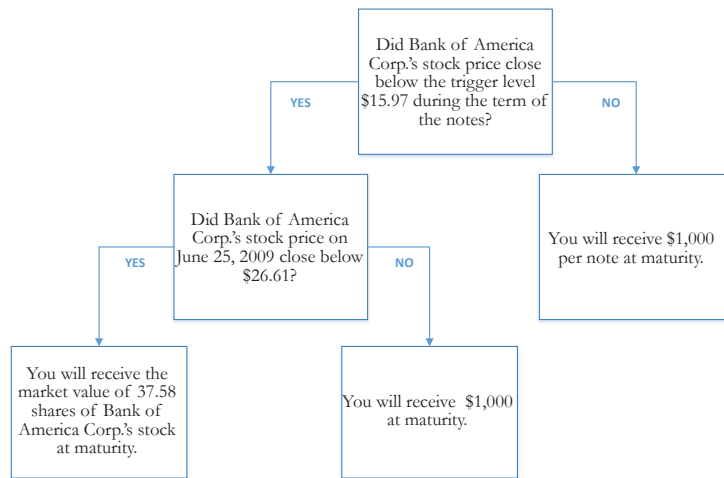 Did Bank of America
Corp.'s stock price close
below the trigger level
$15.97 during the term of
the notes?
YES
NO
Did Bank of America
Corp.'s stock price on
June 25, 2009 close below
$26.61?
You will receive $1,000
per note at maturity.
YES
NO
You will receive the
market value of 37.58
shares of Bank of
America Corp.'s stock
at maturity.
You will receive $1,000
at maturity.